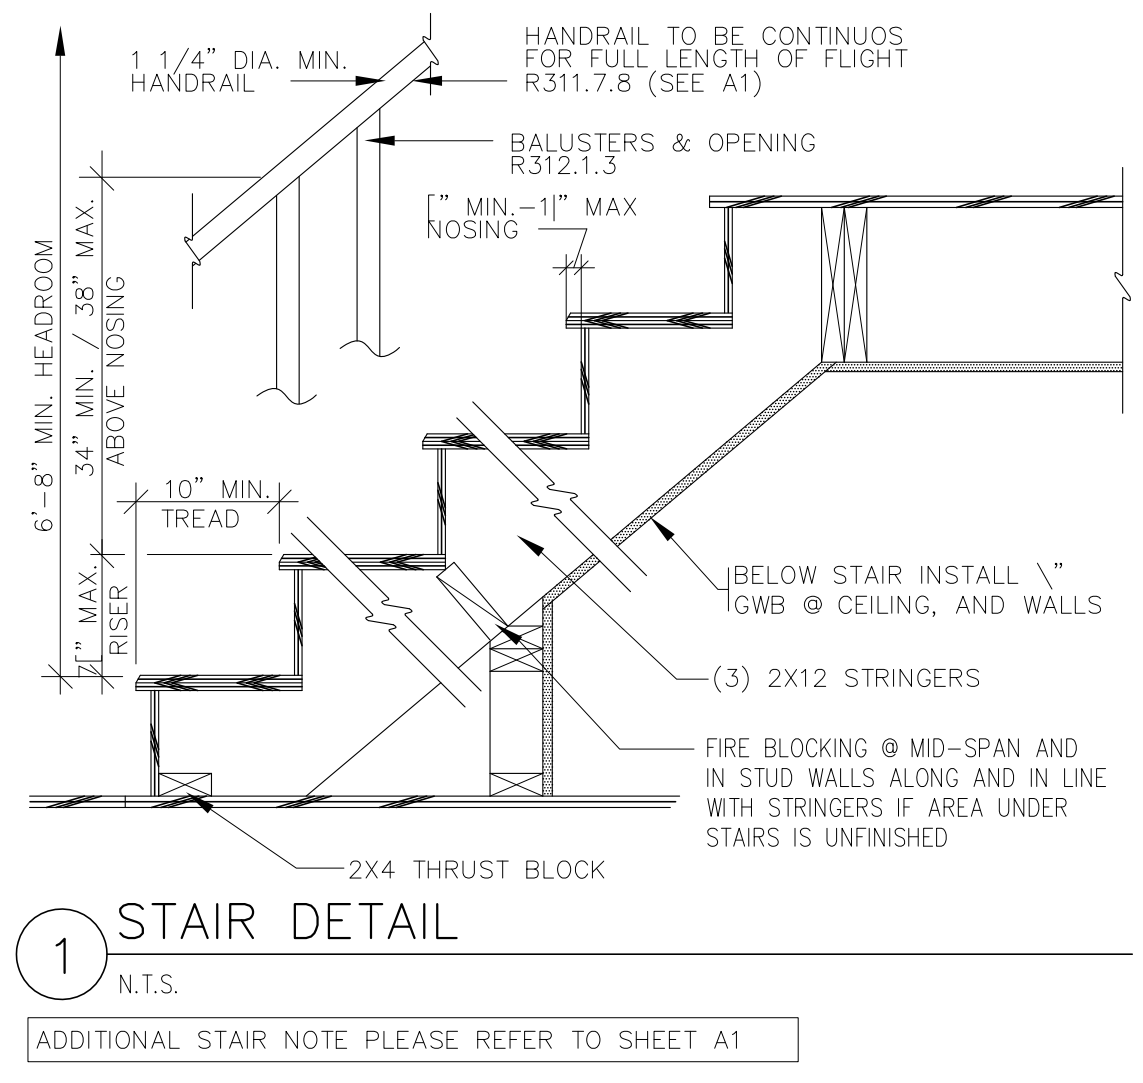 1 1/4" DIA. MIN.
HANDRAIL
HANDRAIL TO BE CONTINUOS
FOR FULL LENGTH OF FLIGHT
R311.7.8 (SEE A1)
BALUSTERS & OPENING
R312.1.3
[" MIN.-1|" MAX
NOSING
6'-8" MIN. HEADROOM
34" MIN. / 38" MAX.
ABOVE NOSING
10" MIN.
TREAD
7[" MAX.
RISER
BELOW STAIR INSTALL \"
GWB @ CEILING, AND WALLS
(3) 2X12 STRINGERS
FIRE BLOCKING @ MID-SPAN AND
IN STUD WALLS ALONG AND IN LINE
WITH STRINGERS IF AREA UNDER
STAIRS IS UNFINISHED
2X4 THRUST BLOCK
1
STAIR DETAIL
N.T.S.
ADDITIONAL STAIR NOTE PLEASE REFER TO SHEET A1